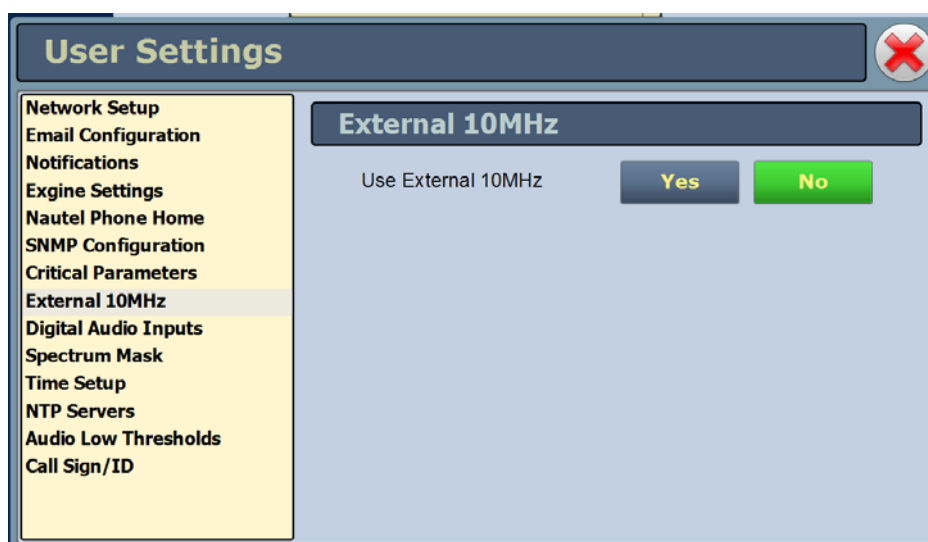 User Settings
Network Setup
Email Configuration
Notifications
Exgine Settings
Nautel Phone Home
SNMP Configuration
Critical Parameters
External 10MHz
Digital Audio Inputs
Spectrum Mask
Time Setup
NTP Servers
Audio Low Thresholds
Call Sign/ID
External 10MHz
Use External 10MHz Yes No